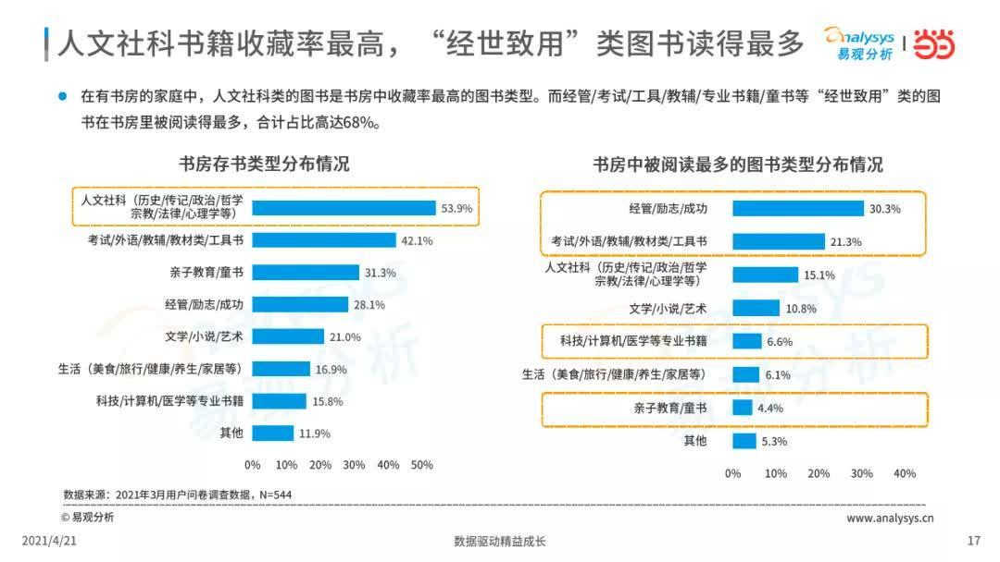 人文社科书籍收藏率最高，“经世致用”类图书读得最多
analysys
易观分析
当当
在有书房的家庭中，人文社科类的图书是书房中收藏率最高的图书类型。而经管/考试/工具/教辅/专业书籍/童书等“经世致用”类的图
书在书房里被阅读得最多，合计占比高达68%。
书房存书类型分布情况
人文社科（历史/传记/政治/哲学
宗教/法律/心理学等）
53.9%
考试/外语/教辅/教材类/工具书
42.1%
亲子教育/童书
31.3%
经管/励志/成功
28.1%
文学/小说/艺术
21.0%
生活（美食/旅行/健康/养生/家居等）
16.9%
科技/计算机/医学等专业书籍
15.8%
其他
11.9%
0% 10% 20% 30% 40% 50%
书房中被阅读最多的图书类型分布情况
经管/励志/成功
30.3%
考试/外语/教辅/教材类/工具书
21.3%
人文社科（历史/传记/政治/哲学
宗教/法律/心理学等）
15.1%
文学/小说/艺术
10.8%
科技/计算机/医学等专业书籍
6.6%
生活（美食/旅行/健康/养生/家居等）
6.1%
亲子教育/童书
4.4%
其他
5.3%
0% 10% 20% 30% 40%
analysys
易观分析
analysys
易观分析
数据来源：2021年3月用户问卷调查数据，N=544
© 易观分析
www.analysys.cn
2021/4/21
数据驱动精益成长
17